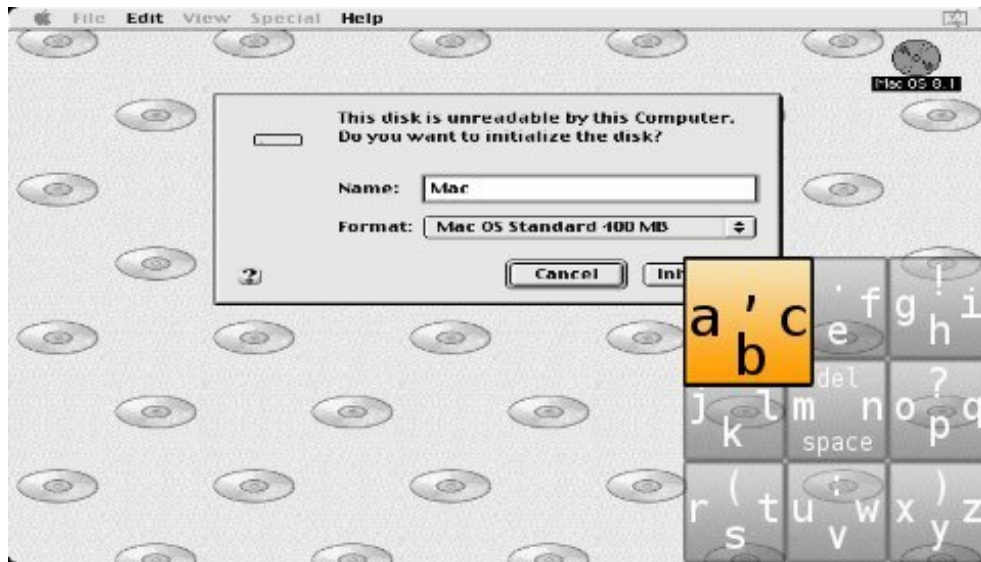 File Edit View Special Help
Mac OS 8.1
This disk is unreadable by this Computer.
Do you want to initialize the disk?
Name: Mac
Format: Mac OS Standard 400 MB
? Cancel
a ' c
b
. f
e
! g i
h
j l
k
del
m n
space
? o q
p
r ( t
s
u : w
v
x ) z
y